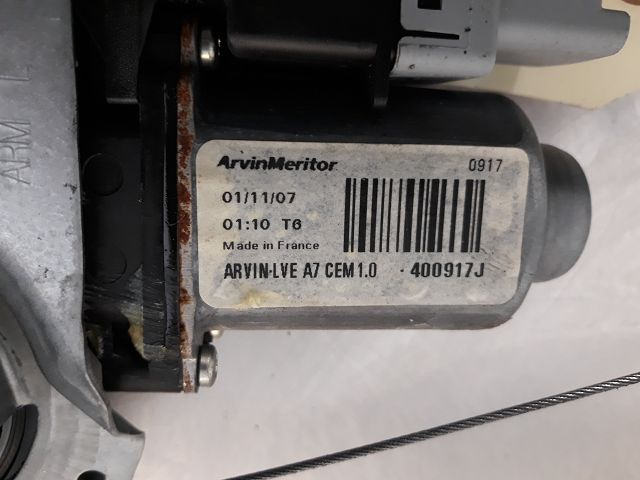 ArvinMeritor 0917
01/11/07
01:10 T6
Made in France
ARVIN-LVE A7 CEM1.0 - 400917J
ARM L